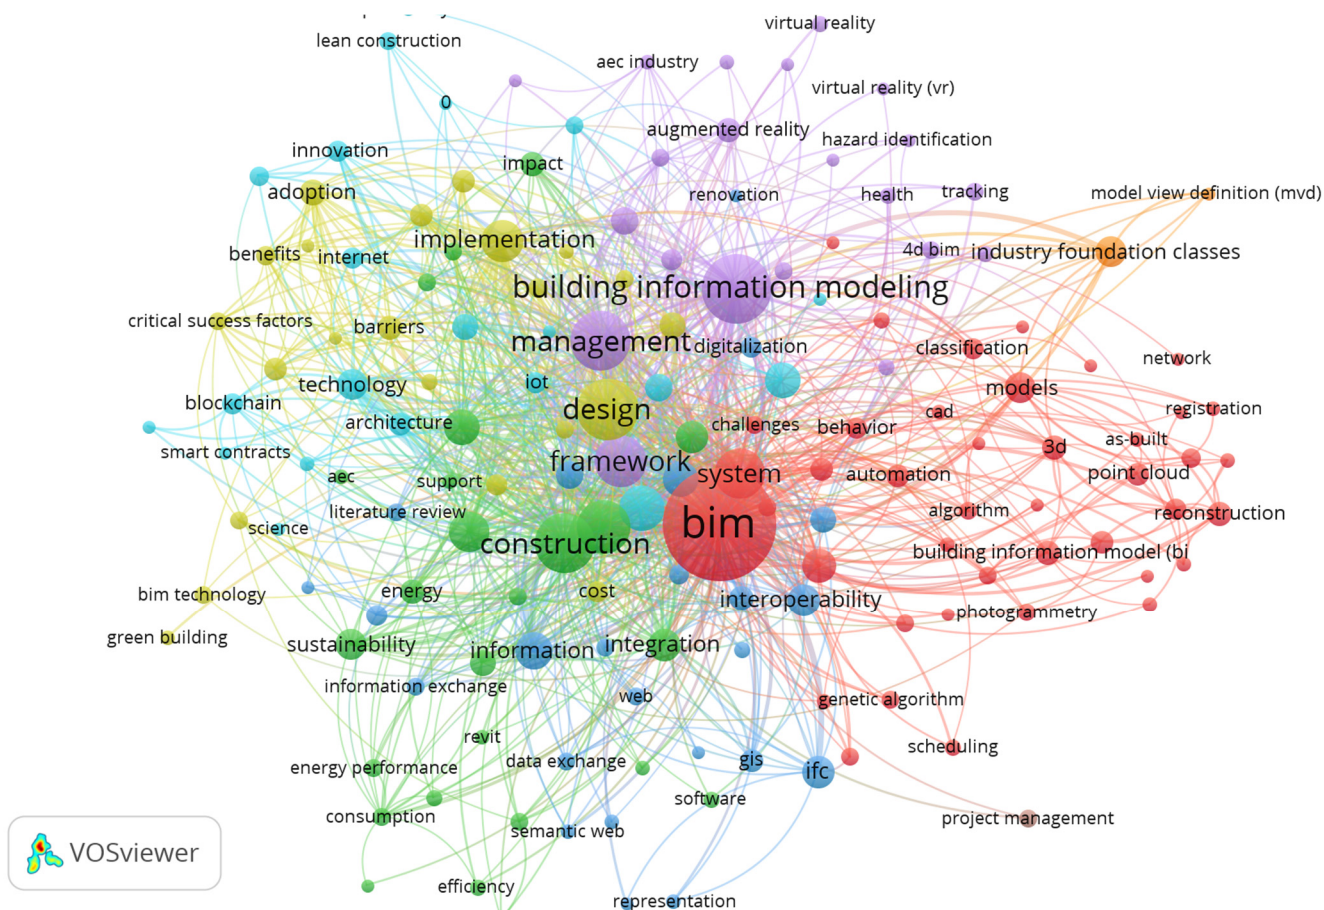 virtual reality
lean construction
aec industry
virtual reality (vr)
0
augmented reality
hazard identification
innovation
impact
adoption
renovation
health
tracking
model view definition (mvd)
implementation
benefits
internet
4d bim
industry foundation classes
building information modeling
critical success factors
barriers
management
digitalization
classification
network
technology
iot
models
blockchain
design
cad
registration
architecture
challenges
behavior
as-built
3d
smart contracts
framework
system
point cloud
aec
support
automation
literature review
algorithm
reconstruction
science
bim
construction
building information model (bi
energy
cost
bim technology
interoperability
photogrammetry
green building
sustainability
information
integration
information exchange
web
genetic algorithm
revit
scheduling
energy performance
data exchange
gis
ifc
software
consumption
semantic web
project management
VOSviewer
efficiency
representation